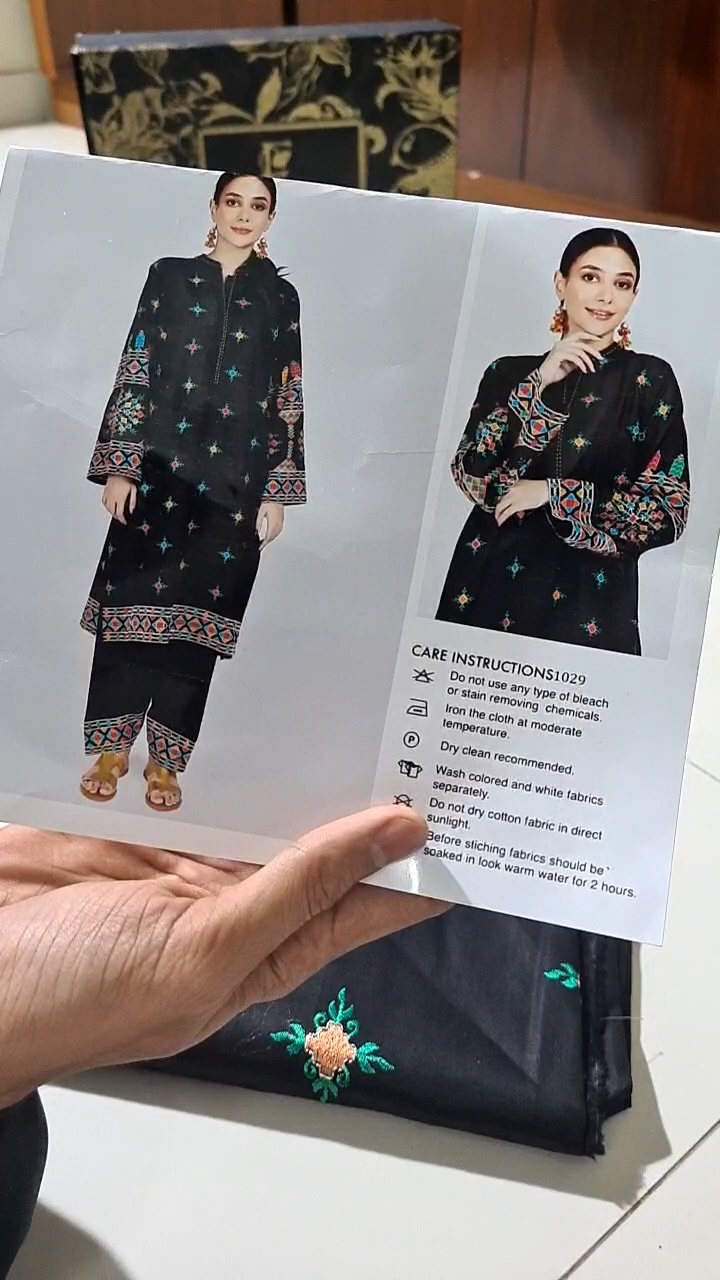 E
CARE INSTRUCTIONS1029
Do not use any type of bleach
or stain removing chemicals.
Iron the cloth at moderate
temperature.
P
Dry clean recommended.
Wash colored and white fabrics
separately.
Do not dry cotton fabric in direct
sunlight.
Before stiching fabrics should be
soaked in look warm water for 2 hours.